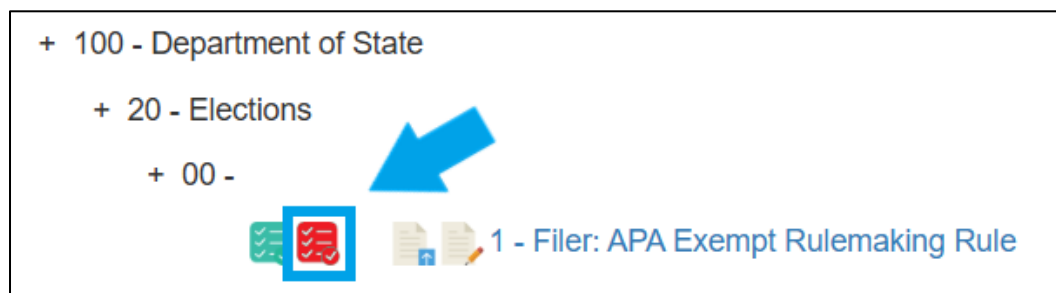 + 100 - Department of State
+ 20 - Elections
+ 00 -
1 - Filer: APA Exempt Rulemaking Rule